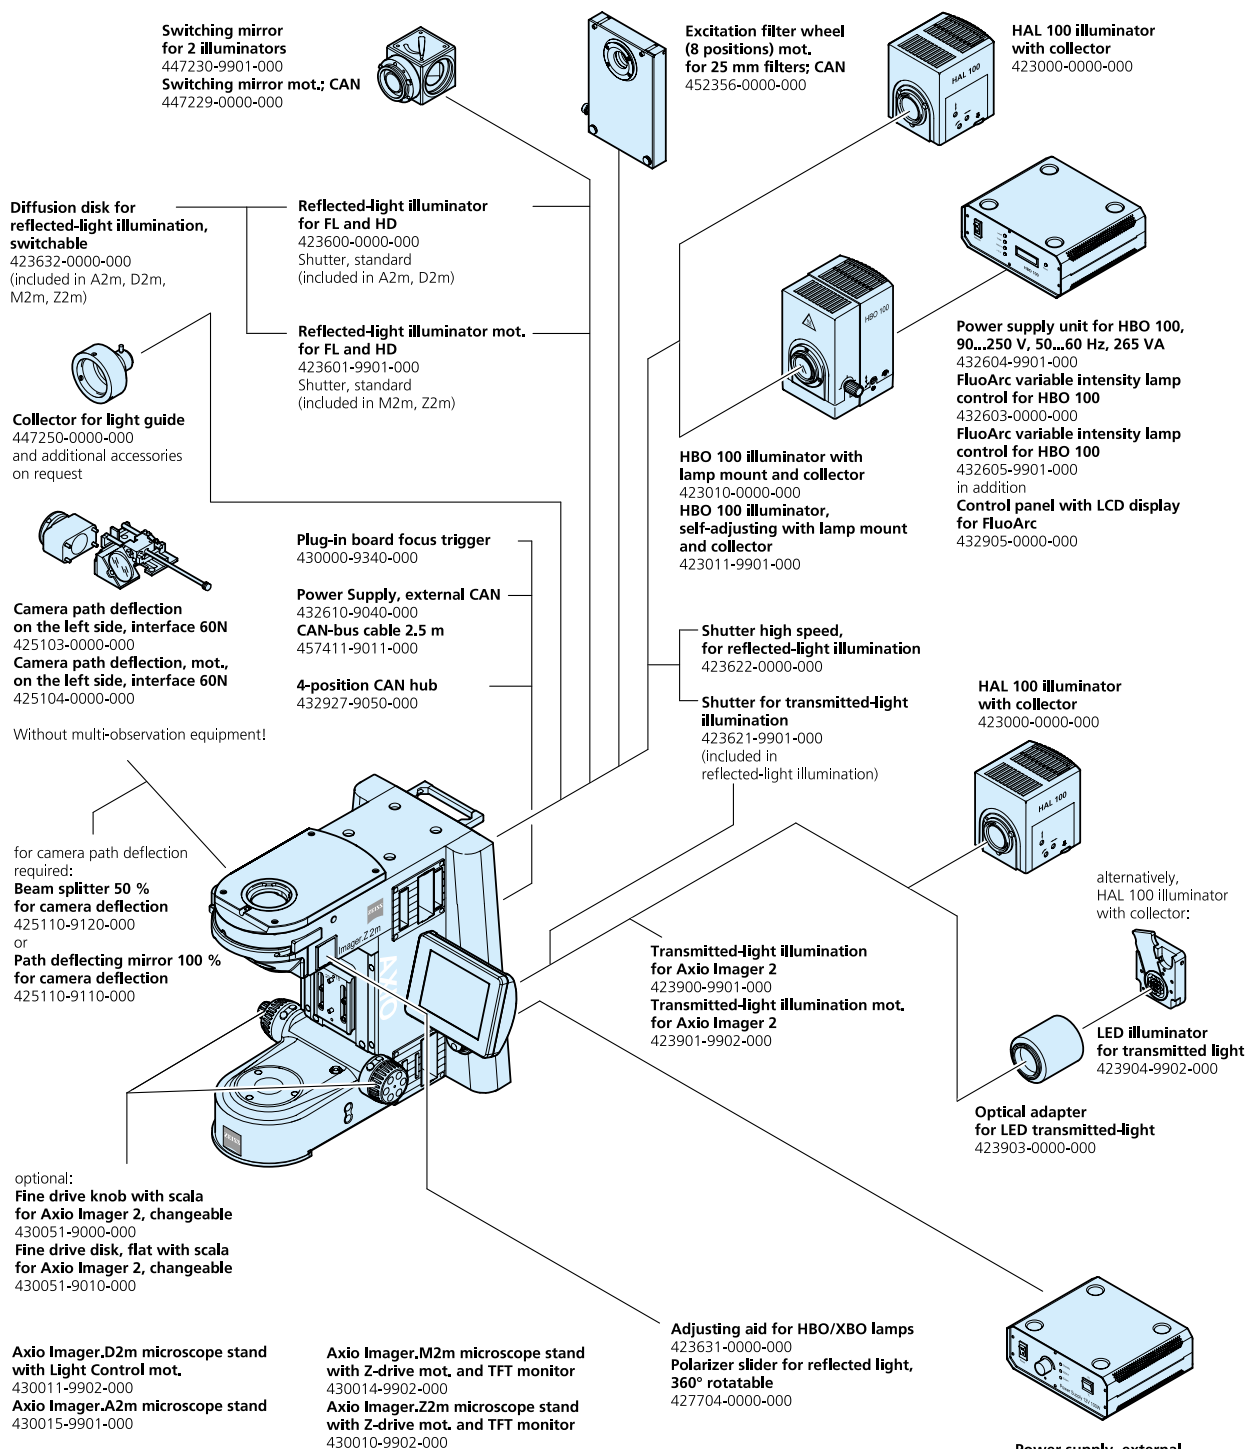 Switching mirror
for 2 illuminators
447230-9901-000
Switching mirror mot.; CAN
447229-0000-000
Excitation filter wheel
(8 positions) mot.
for 25 mm filters; CAN
452356-0000-000
HAL 100
HAL 100 illuminator
with collector
423000-0000-000
Diffusion disk for
reflected-light illumination,
switchable
423632-0000-000
(included in A2m, D2m,
M2m, Z2m)
Reflected-light illuminator
for FL and HD
423600-0000-000
Shutter, standard
(included in A2m, D2m)
Reflected-light illuminator mot.
for FL and HD
423601-9901-000
Shutter, standard
(included in M2m, Z2m)
HBO 100
HBO 100
Collector for light guide
447250-0000-000
and additional accessories
on request
HBO 100 illuminator with
lamp mount and collector
423010-0000-000
HBO 100 illuminator,
self-adjusting with lamp mount
and collector
423011-9901-000
Power supply unit for HBO 100,
90...250 V, 50...60 Hz, 265 VA
432604-9901-000
FluoArc variable intensity lamp
control for HBO 100
432603-0000-000
FluoArc variable intensity lamp
control for HBO 100
432605-9901-000
in addition
Control panel with LCD display
for FluoArc
432905-0000-000
Camera path deflection
on the left side, interface 60N
425103-0000-000
Camera path deflection, mot.,
on the left side, interface 60N
425104-0000-000
Without multi-observation equipment!
Plug-in board focus trigger
430000-9340-000
Power Supply, external CAN
432610-9040-000
CAN-bus cable 2.5 m
457411-9011-000
4-position CAN hub
432927-9050-000
Shutter high speed,
for reflected-light illumination
423622-0000-000
Shutter for transmitted-light
illumination
423621-9901-000
(included in
reflected-light illumination)
HAL 100 illuminator
with collector
423000-0000-000
HAL 100
for camera path deflection
required:
Beam splitter 50 %
for camera deflection
425110-9120-000
or
Path deflecting mirror 100 %
for camera deflection
425110-9110-000
ZEISS
Imager.Z 2m
AXIO
ZEISS
alternatively,
HAL 100 illuminator
with collector:
Transmitted-light illumination
for Axio Imager 2
423900-9901-000
Transmitted-light illumination mot.
for Axio Imager 2
423901-9902-000
LED illuminator
for transmitted light
423904-9902-000
Optical adapter
for LED transmitted-light
423903-0000-000
optional:
Fine drive knob with scala
for Axio Imager 2, changeable
430051-9000-000
Fine drive disk, flat with scala
for Axio Imager 2, changeable
430051-9010-000
Axio Imager.D2m microscope stand
with Light Control mot.
430011-9902-000
Axio Imager.A2m microscope stand
430015-9901-000
Axio Imager.M2m microscope stand
with Z-drive mot. and TFT monitor
430014-9902-000
Axio Imager.Z2m microscope stand
with Z-drive mot. and TFT monitor
430010-9902-000
Adjusting aid for HBO/XBO lamps
423631-0000-000
Polarizer slider for reflected light,
360° rotatable
427704-0000-000
Power supply, external